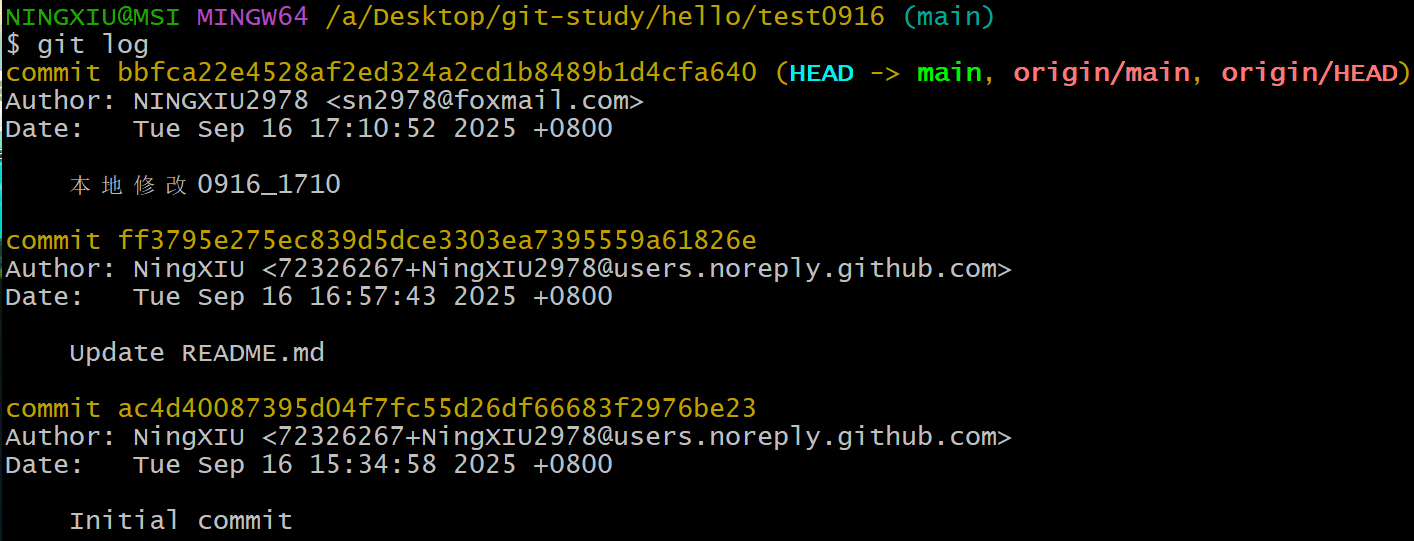 NINGXIU@MSI MINGW64 /a/Desktop/git-study/hello/test0916 (main)
$ git log
commit bbfca22e4528af2ed324a2cd1b8489b1d4cfa640 (HEAD -> main, origin/main, origin/HEAD)
Author: NINGXIU2978 <sn2978@foxmail.com>
Date:   Tue Sep 16 17:10:52 2025 +0800
本地修改0916_1710
commit ff3795e275ec839d5dce3303ea7395559a61826e
Author: NingXIU <72326267+NingXIU2978@users.noreply.github.com>
Date:   Tue Sep 16 16:57:43 2025 +0800
Update README.md
commit ac4d40087395d04f7fc55d26df66683f2976be23
Author: NingXIU <72326267+NingXIU2978@users.noreply.github.com>
Date:   Tue Sep 16 15:34:58 2025 +0800
Initial commit